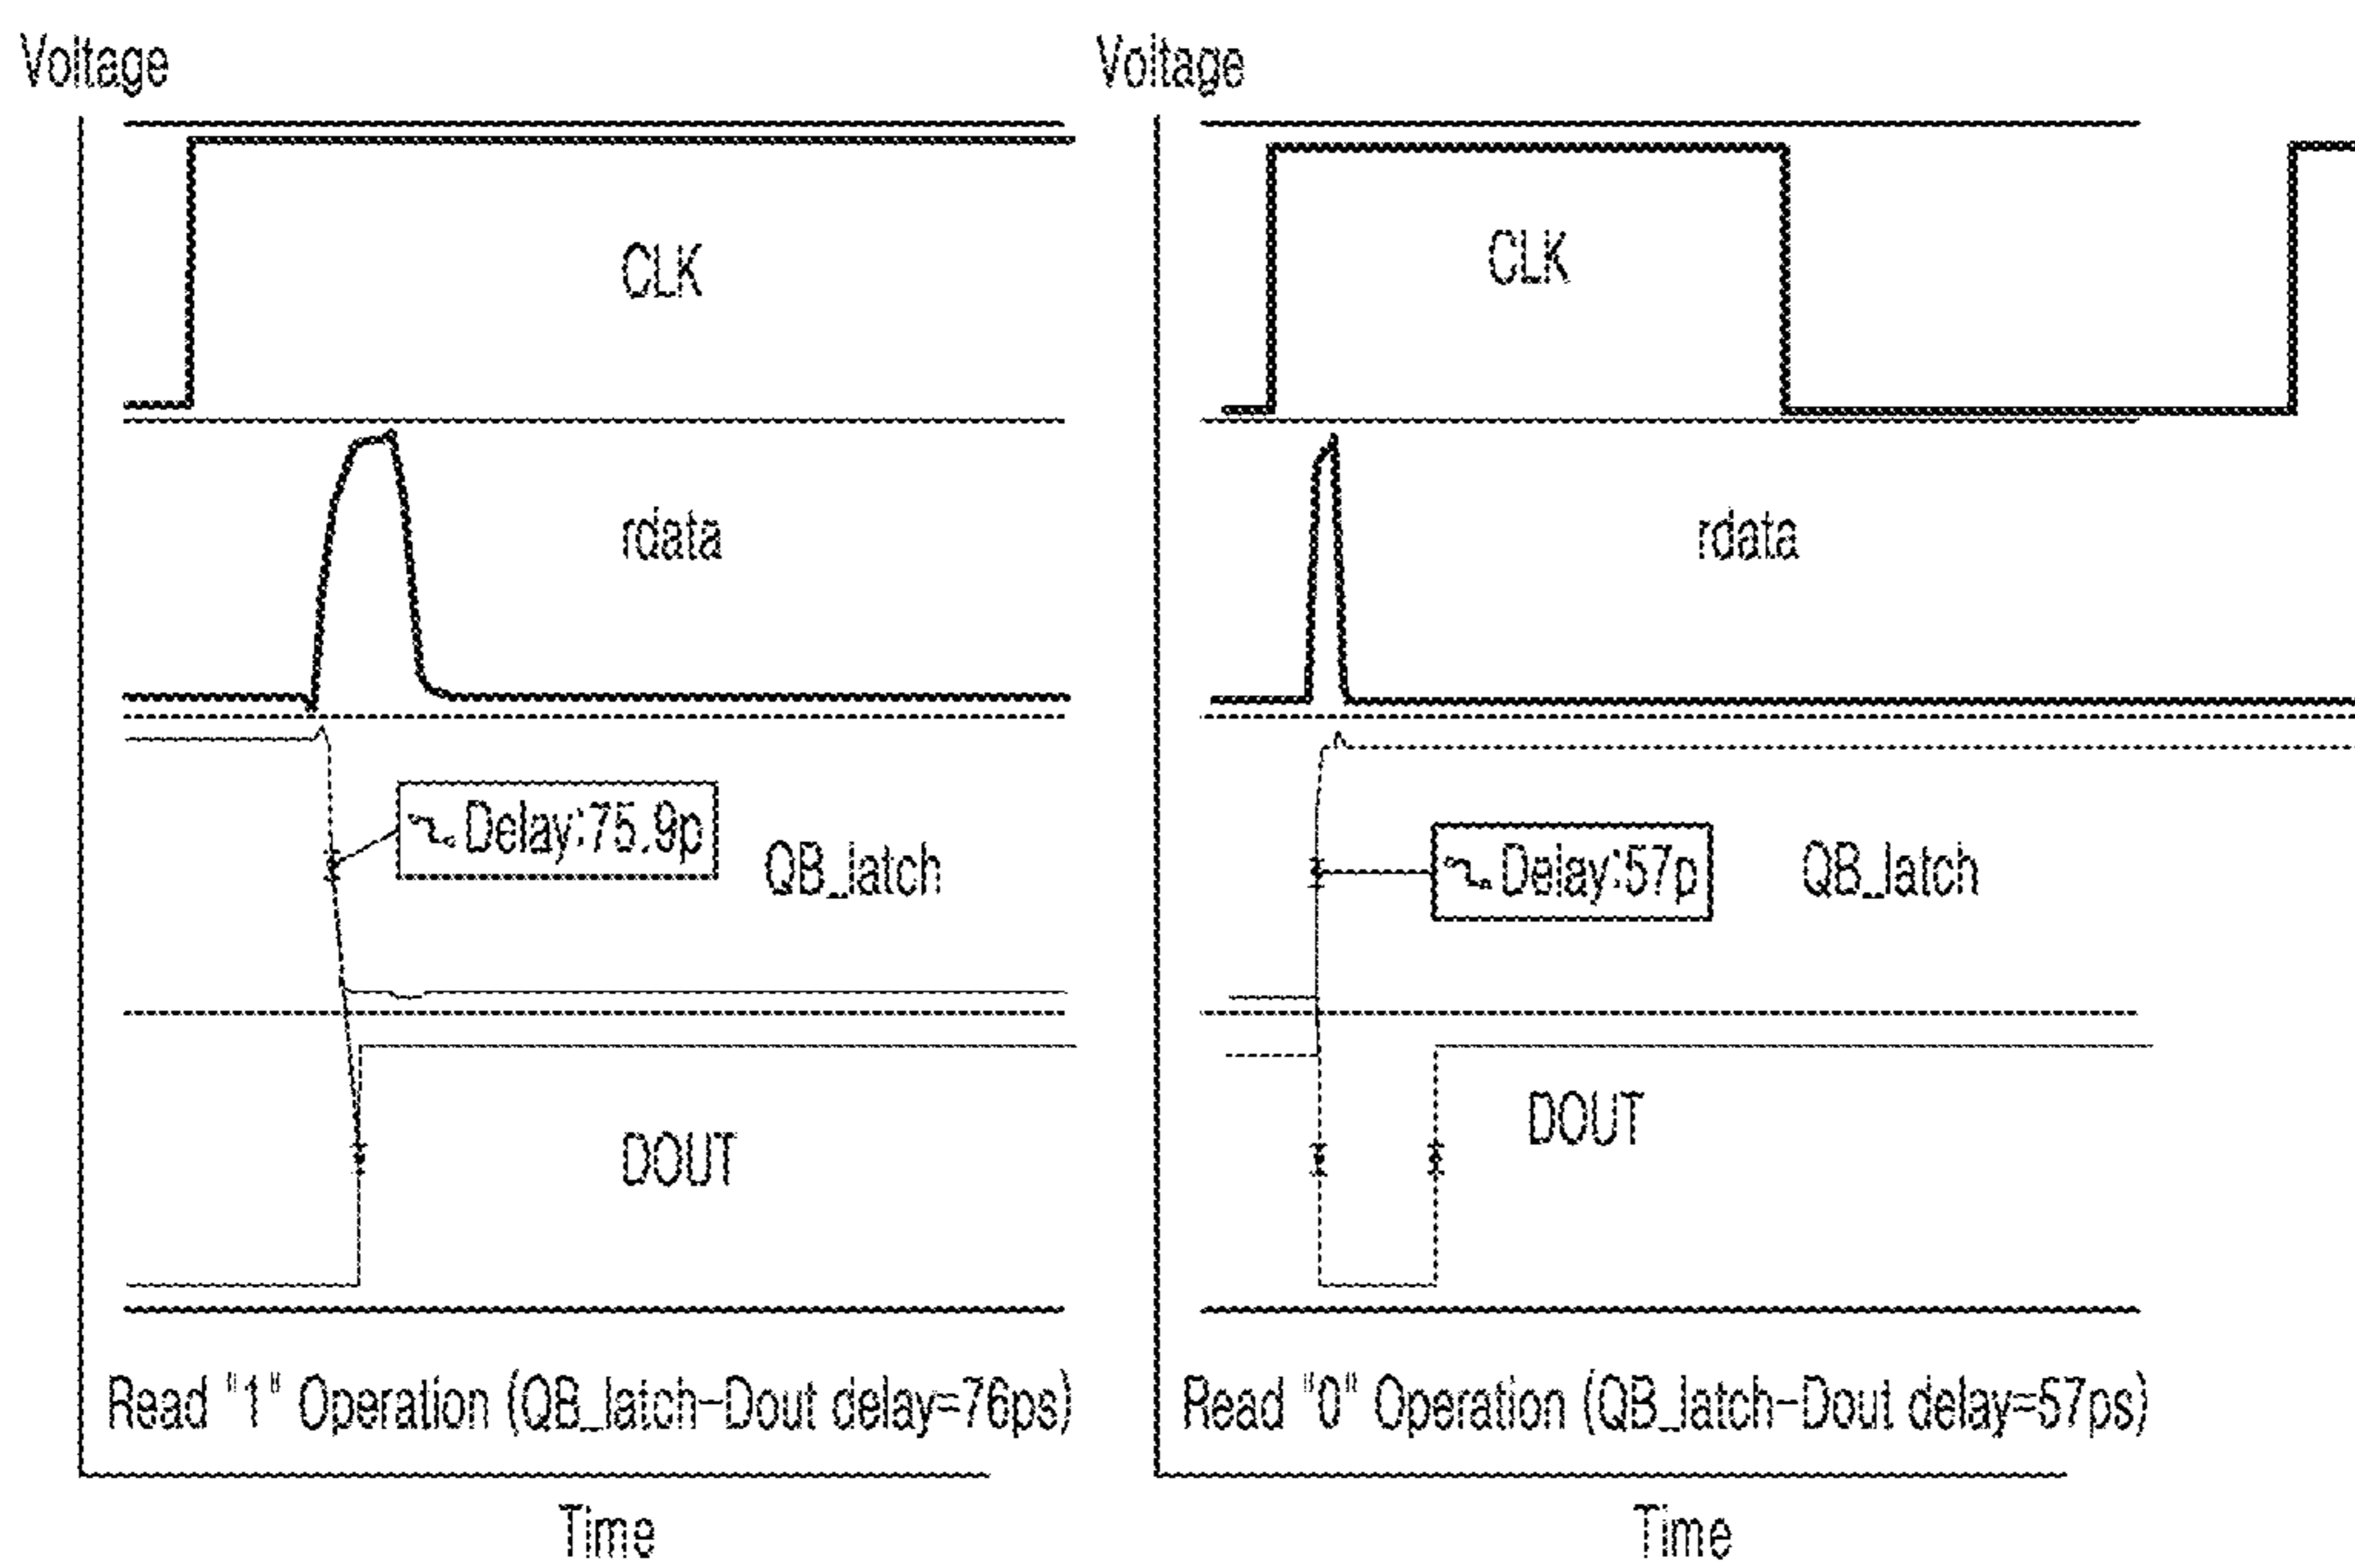 Voltage
CLK
rdata
Delay:75.9p
QB_latch
DOUT
Read "1" Operation (QB_latch-Dout delay=76ps)
Time
Voltage
CLK
rdata
Delay:57p
QB_latch
DOUT
Read "0" Operation (QB_latch-Dout delay=57ps)
Time